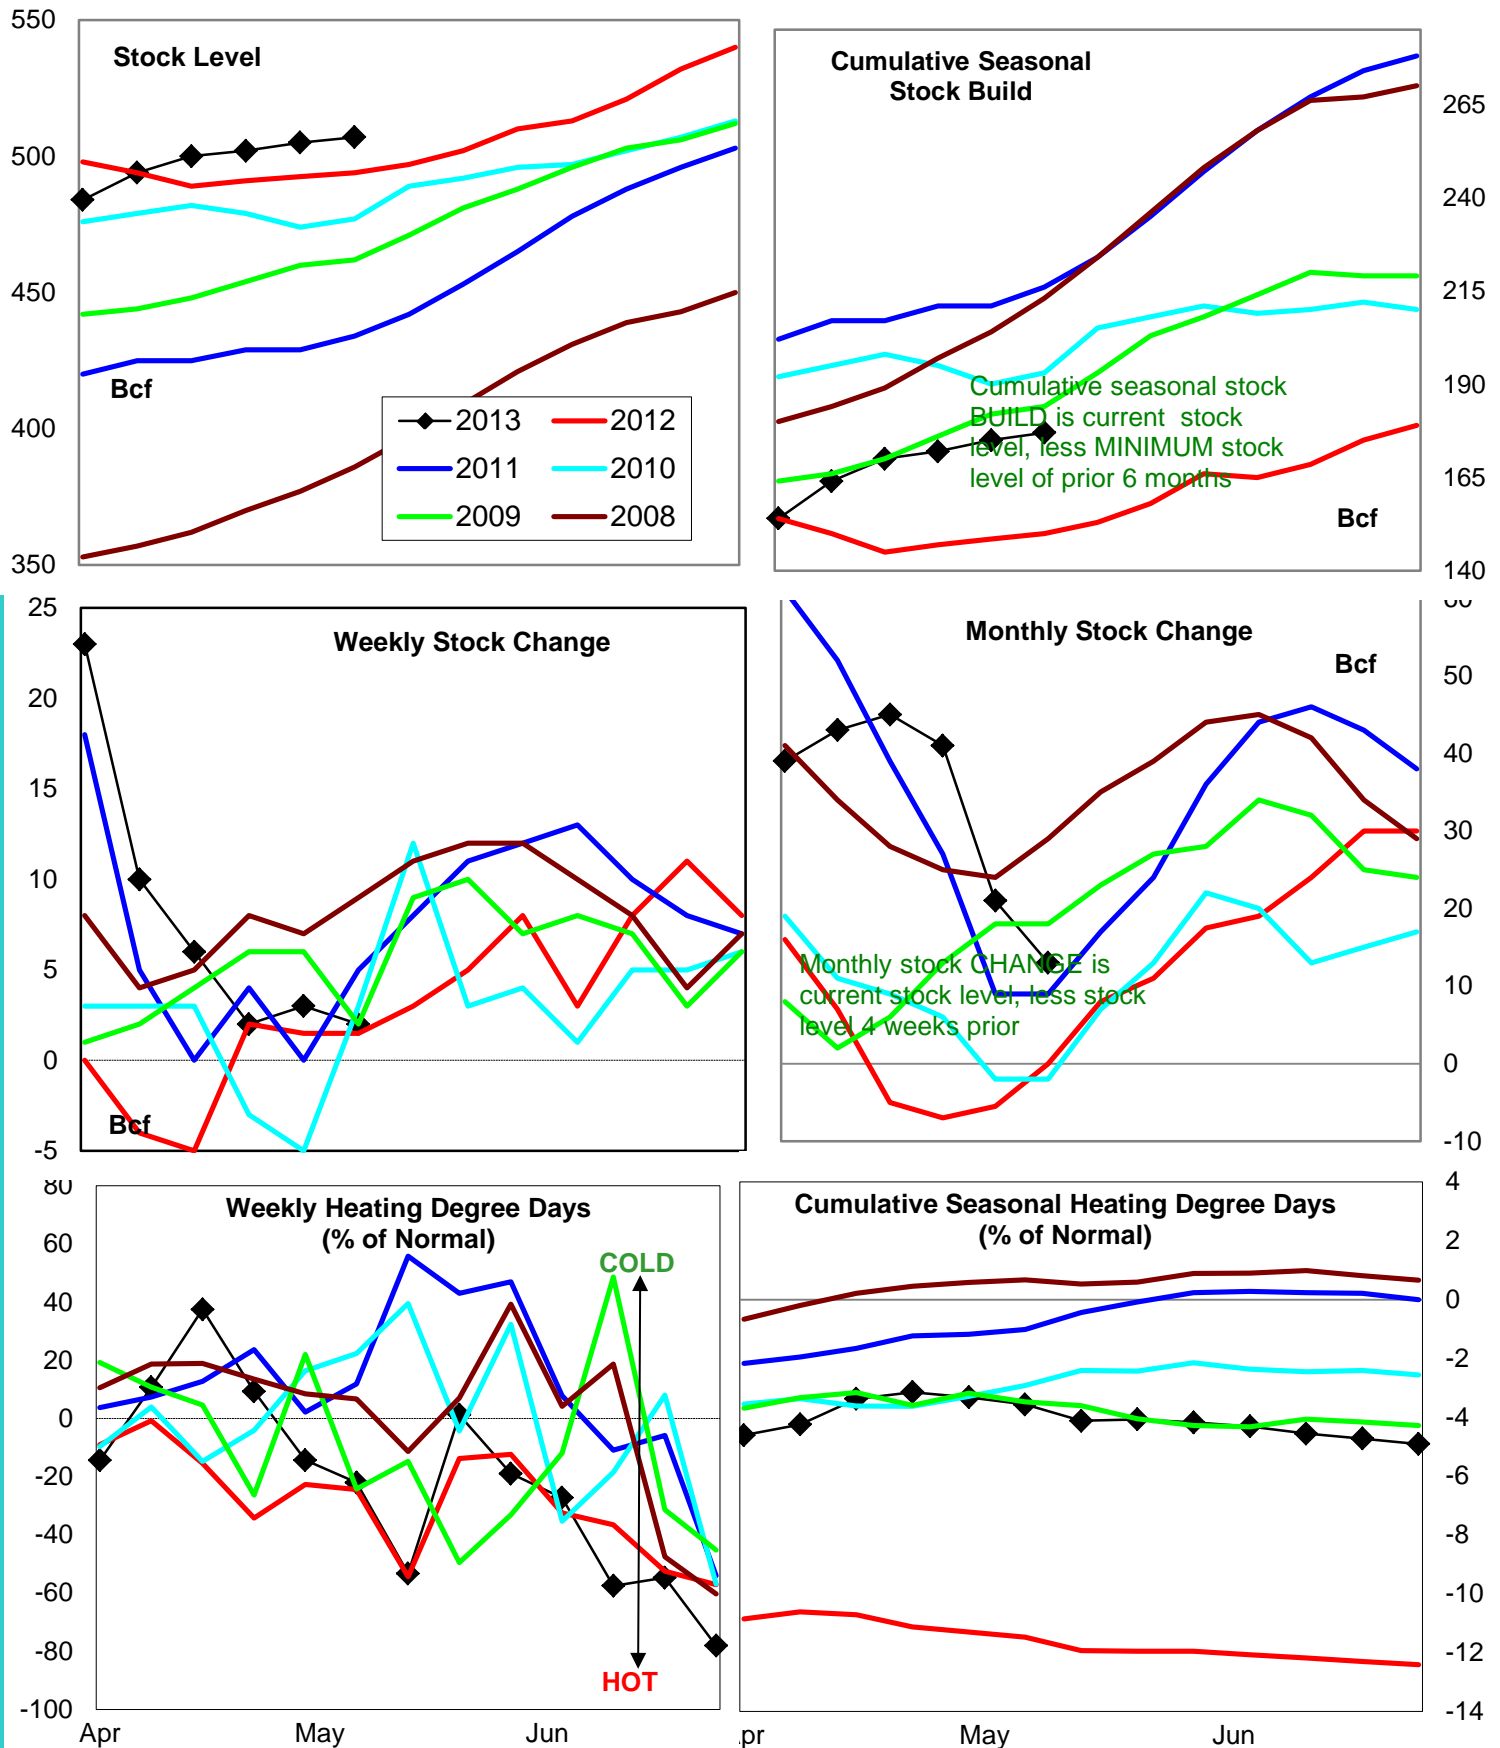 Stock Level
550
500
450
400
350
Bcf
2013
2012
2011
2010
2009
2008
Cumulative Seasonal
Stock Build
265
240
215
190
165
140
Cumulative seasonal stock
BUILD is current stock
level, less MINIMUM stock
level of prior 6 months
Bcf
Weekly Stock Change
25
20
15
10
5
0
-5
Bcf
Monthly Stock Change
Bcf
60
50
40
30
20
10
0
-10
Monthly stock CHANGE is
current stock level, less stock
level 4 weeks prior
Weekly Heating Degree Days
(% of Normal)
80
60
40
20
0
-20
-40
-60
-80
-100
COLD
HOT
Apr
May
Jun
Cumulative Seasonal Heating Degree Days
(% of Normal)
4
2
0
-2
-4
-6
-8
-10
-12
-14
pr
May
Jun